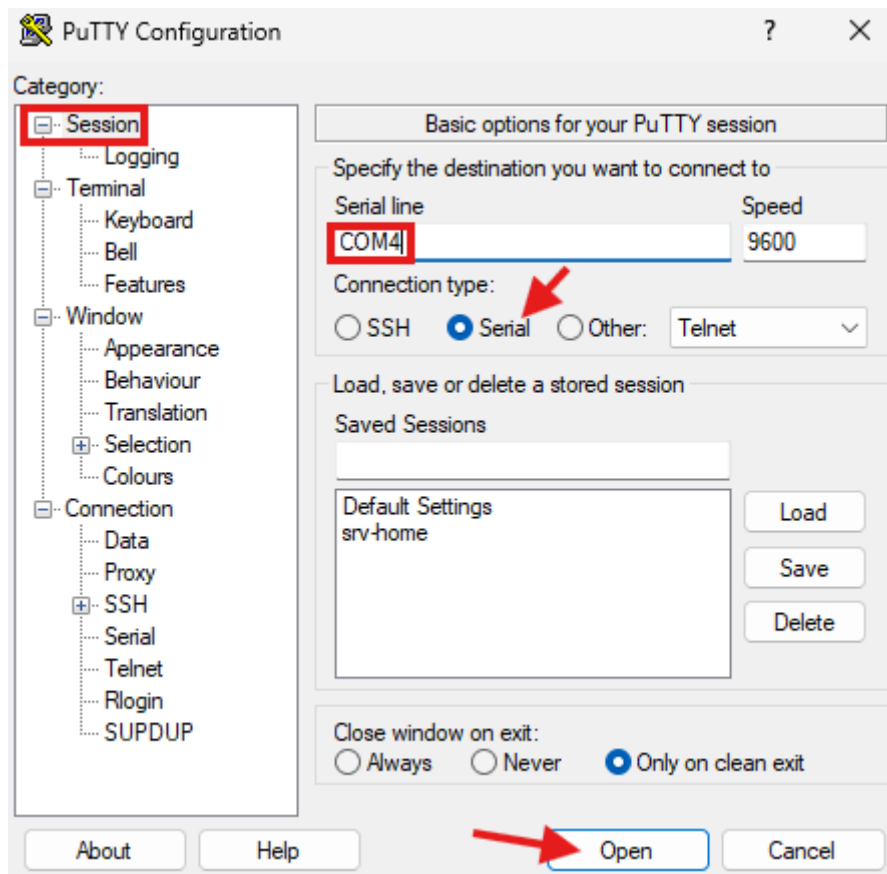 PuTTY Configuration ? ×
Category:
Session
Logging
Terminal
Keyboard
Bell
Features
Window
Appearance
Behaviour
Translation
Selection
Colours
Connection
Data
Proxy
SSH
Serial
Telnet
Rlogin
SUPDUP
Basic options for your PuTTY session
Specify the destination you want to connect to
Serial line Speed
COM4 9600
Connection type:
SSH Serial Other: Telnet
Load, save or delete a stored session
Saved Sessions
Default Settings
srv-home
Load
Save
Delete
Close window on exit:
Always Never Only on clean exit
About Help Open Cancel